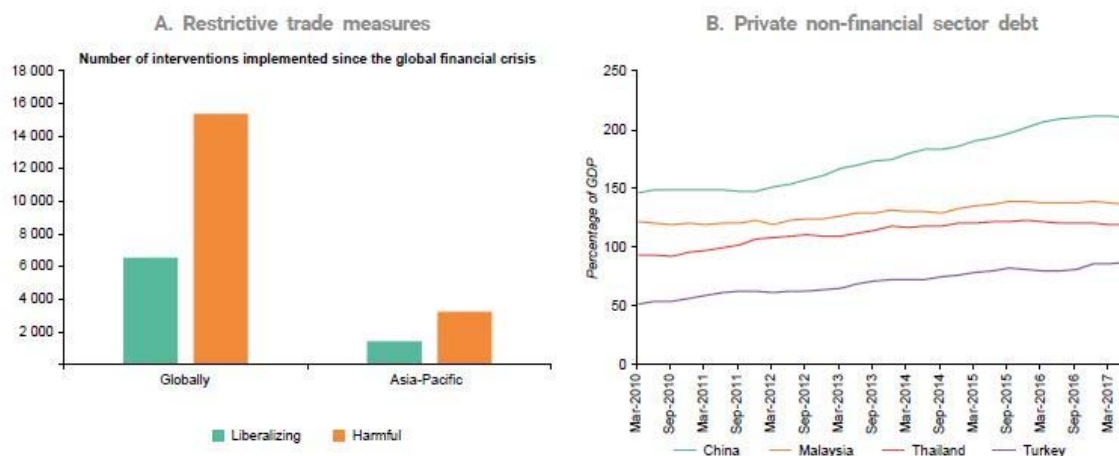 A. Restrictive trade measures
Number of interventions implemented since the global financial crisis
18 000
16 000
14 000
12 000
10 000
8 000
6 000
4 000
2 000
Globally
Asia-Pacific
Liberalizing
Harmful
B. Private non-financial sector debt
Percentage of GDP
250
200
150
100
50
0
Mar-2010
Sep-2010
Mar-2011
Sep-2011
Mar-2012
Sep-2012
Mar-2013
Sep-2013
Mar-2014
Sep-2014
Mar-2015
Sep-2015
Mar-2016
Sep-2016
Mar-2017
China
Malaysia
Thailand
Turkey